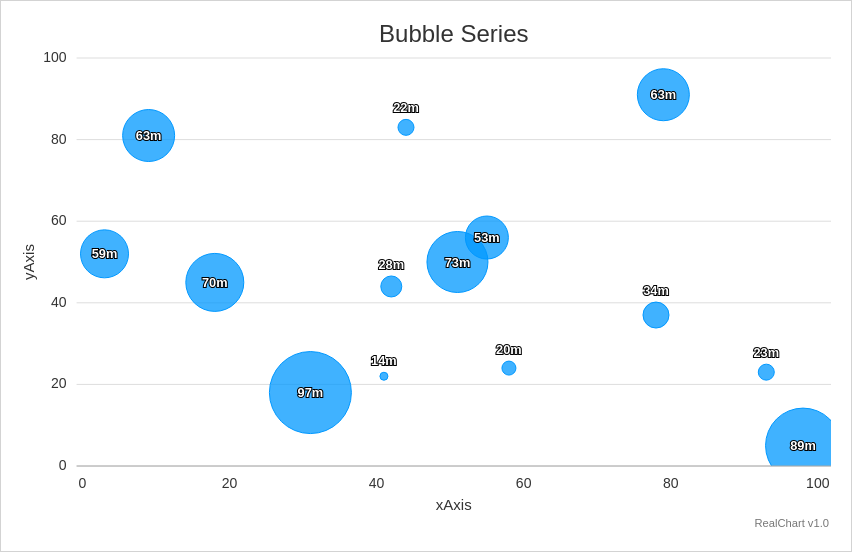 Bubble Series
100
80
60
40
20
0
yAxis
63m
22m
63m
59m
53m
73m
28m
70m
34m
20m
14m
23m
97m
89m
0 20 40 60 80 100
xAxis
RealChart v1.0